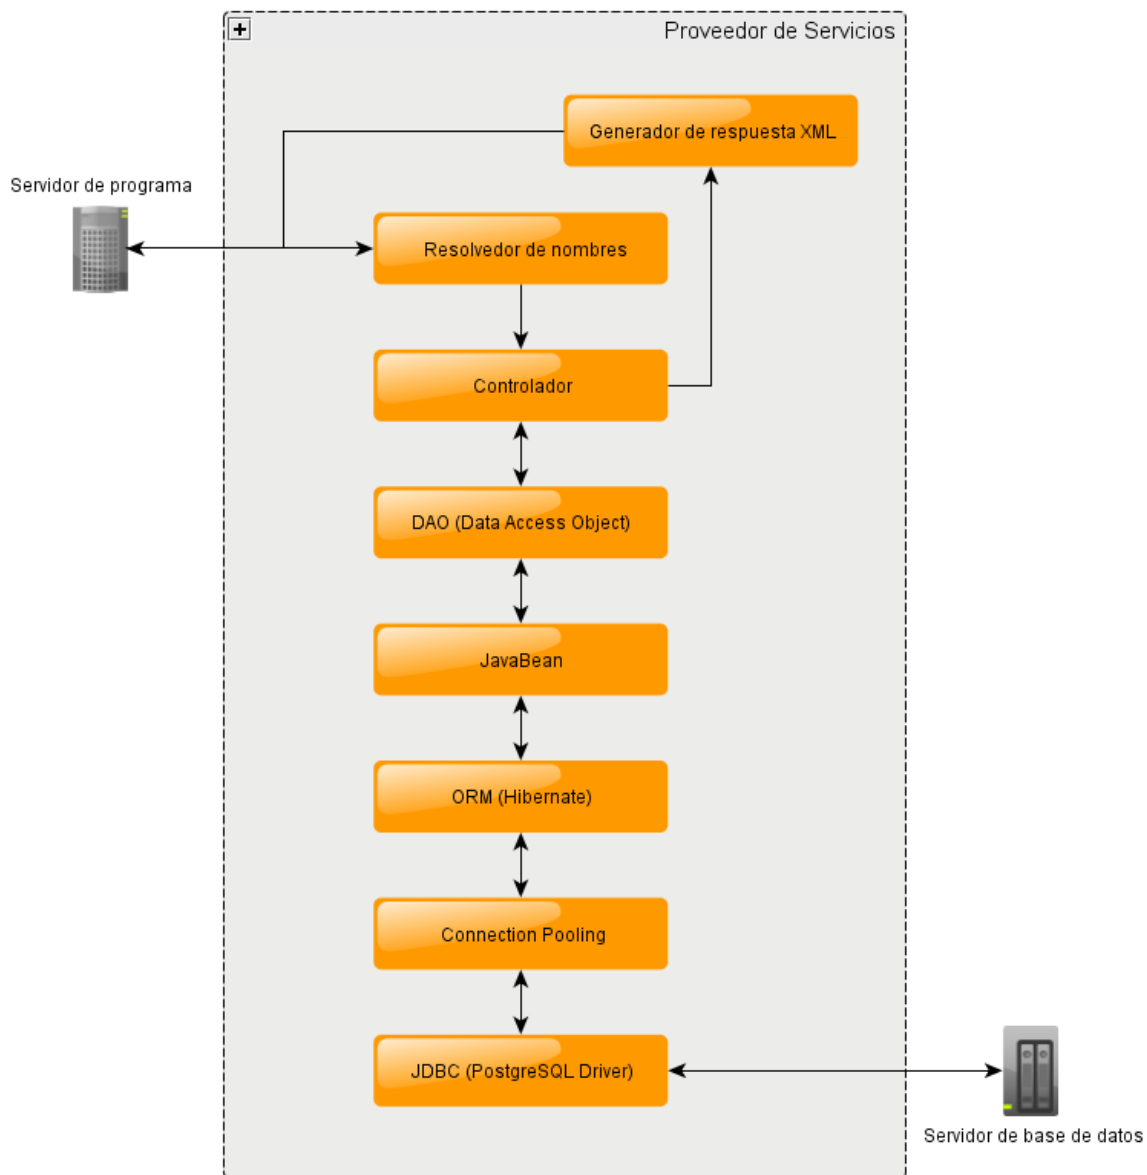 Proveedor de Servicios
Generador de respuesta XML
Servidor de programa
Resolvedor de nombres
Controlador
DAO (Data Access Object)
JavaBean
ORM (Hibernate)
Connection Pooling
JDBC (PostgreSQL Driver)
Servidor de base de datos